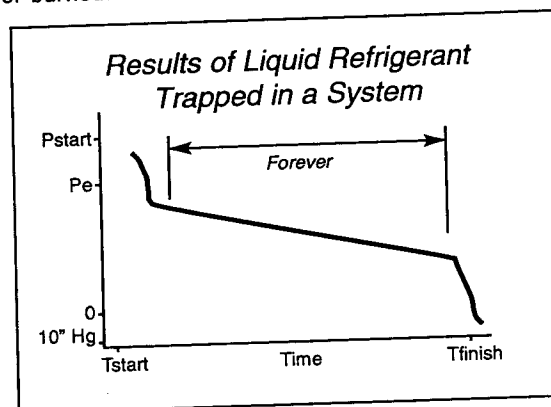 Results of Liquid Refrigerant
Trapped in a System
Pstart
Forever
Pe
0
10" Hg
Tstart Time Tfinish